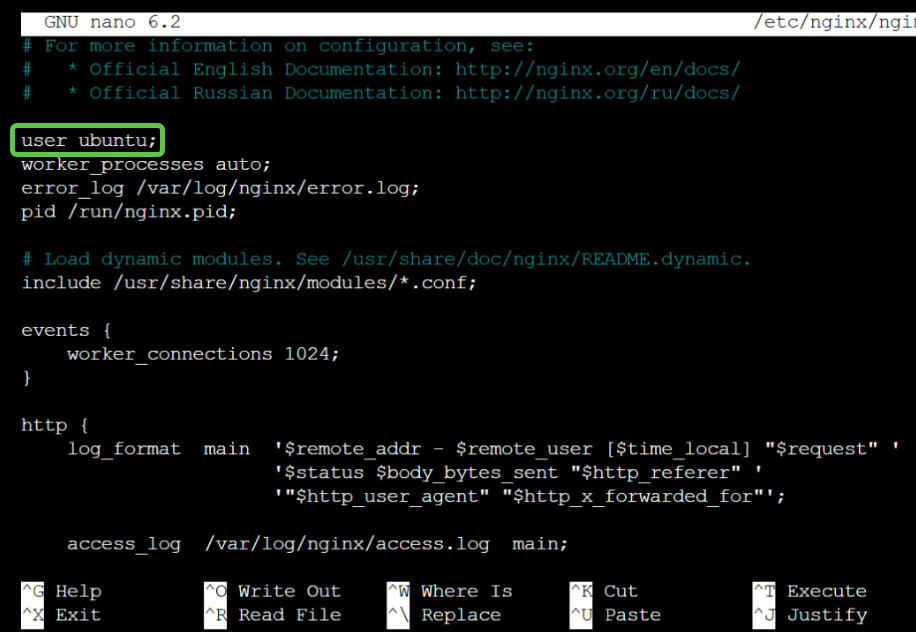 GNU nano 6.2 /etc/nginx/ngin
# For more information on configuration, see:
#   * Official English Documentation: http://nginx.org/en/docs/
#   * Official Russian Documentation: http://nginx.org/ru/docs/
user ubuntu;
worker_processes auto;
error_log /var/log/nginx/error.log;
pid /run/nginx.pid;
# Load dynamic modules. See /usr/share/doc/nginx/README.dynamic.
include /usr/share/nginx/modules/*.conf;
events {
    worker_connections 1024;
}
http {
    log_format  main  '$remote_addr - $remote_user [$time_local] "$request" '
                      '$status $body_bytes_sent "$http_referer" '
                      '"$http_user_agent" "$http_x_forwarded_for"';
    access_log  /var/log/nginx/access.log  main;
^G Help ^O Write Out ^W Where Is ^K Cut ^T Execute
^X Exit ^R Read File ^\ Replace ^U Paste ^J Justify